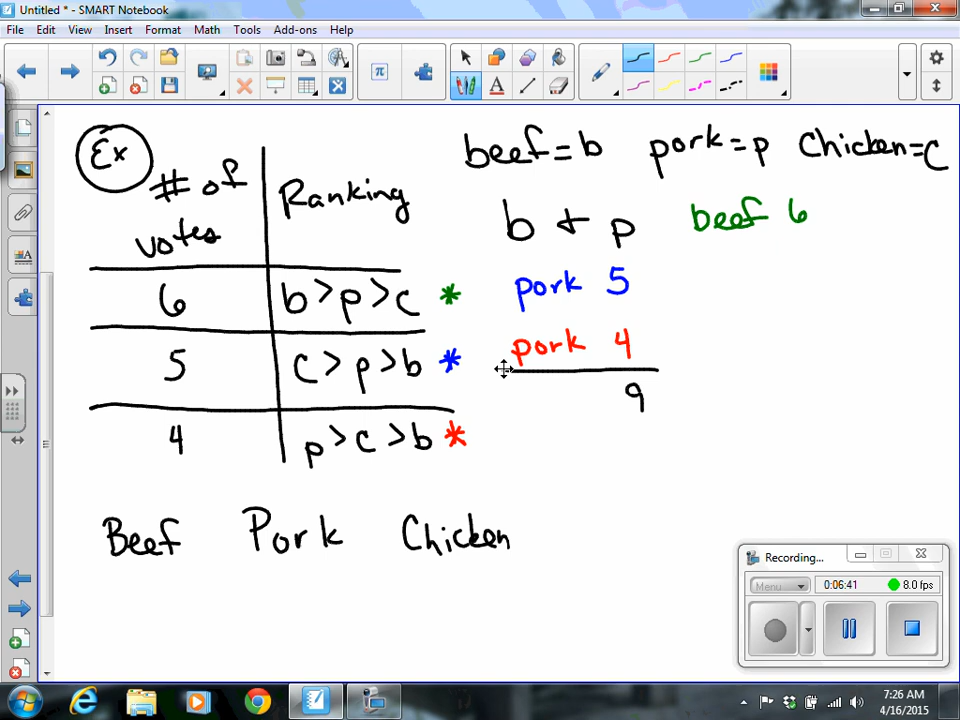 Untitled * - SMART Notebook
File Edit View Insert Format Math Tools Add-ons Help
Ex
# of votes
Ranking
6 b>p>c *
5 c>p>b *
4 p>c>b *
beef=b pork=p Chicken=C
b + p beef 6
pork 5
pork 4
9
Beef Pork Chicken
Recording...
Menu 0:06:41 8.0 fps
7:26 AM
4/16/2015